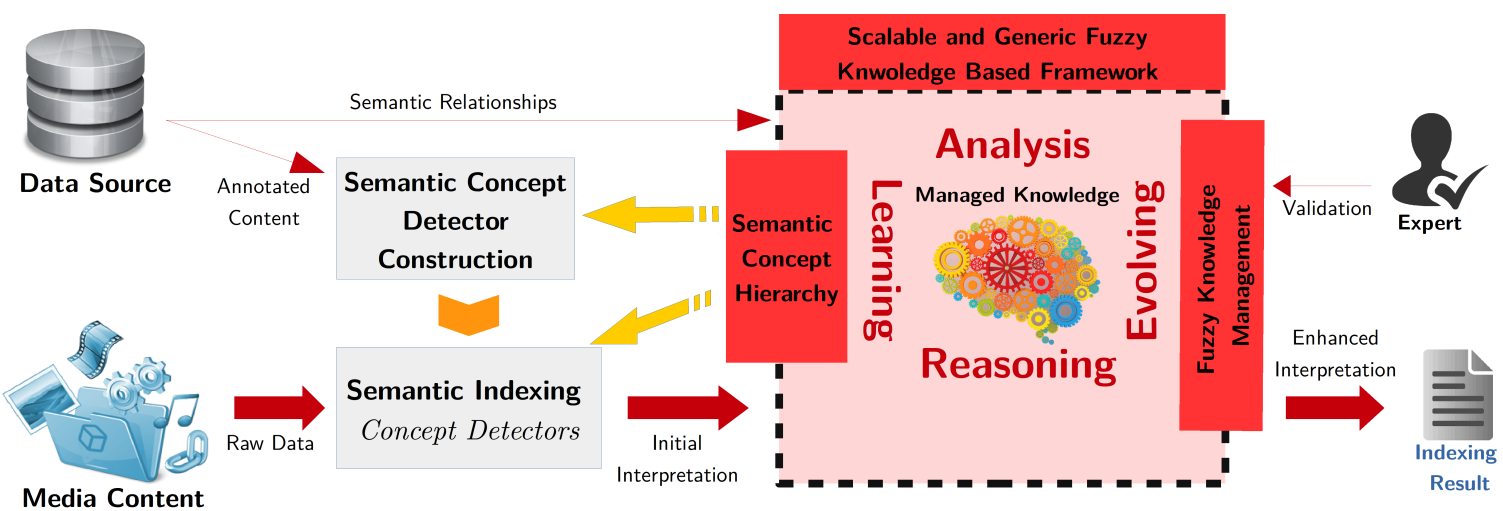 Scalable and Generic Fuzzy
Knwoledge Based Framework
Semantic Relationships
Data Source
Annotated
Content
Semantic Concept
Detector
Construction
Semantic
Concept
Hierarchy
Analysis
Learning
Managed Knowledge
Evolving
Reasoning
Fuzzy Knowledge
Management
Validation
Expert
Media Content
Raw Data
Semantic Indexing
Concept Detectors
Initial
Interpretation
Enhanced
Interpretation
Indexing
Result